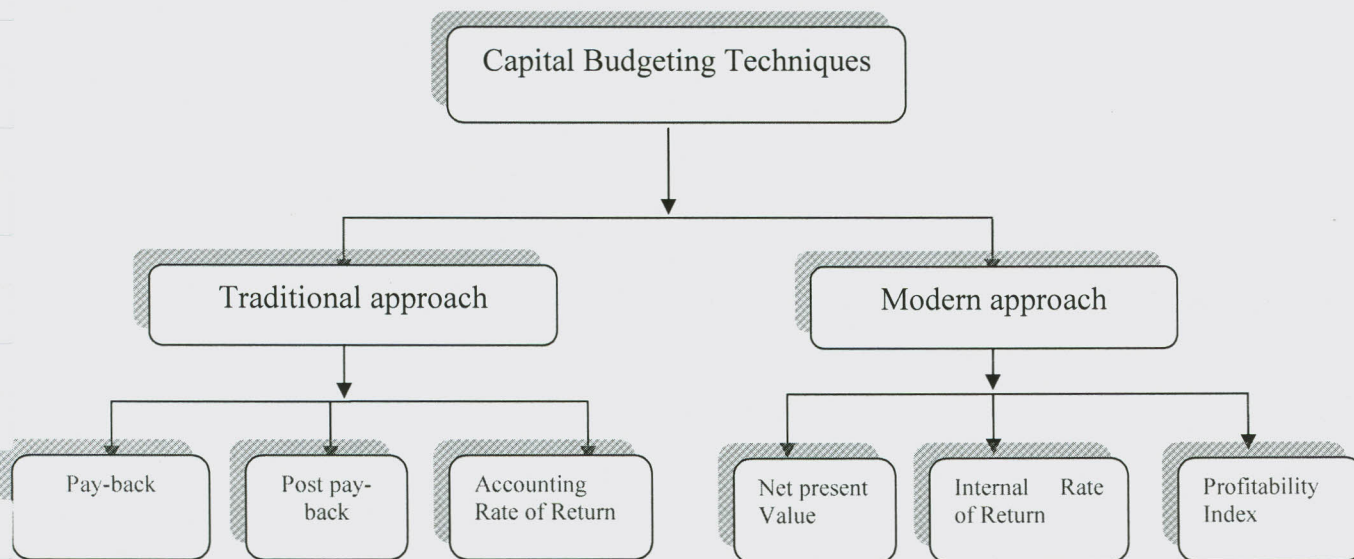 Capital Budgeting Techniques
Traditional approach
Modern approach
Pay-back
Post pay-
back
Accounting
Rate of Return
Net present
Value
Internal Rate
of Return
Profitability
Index